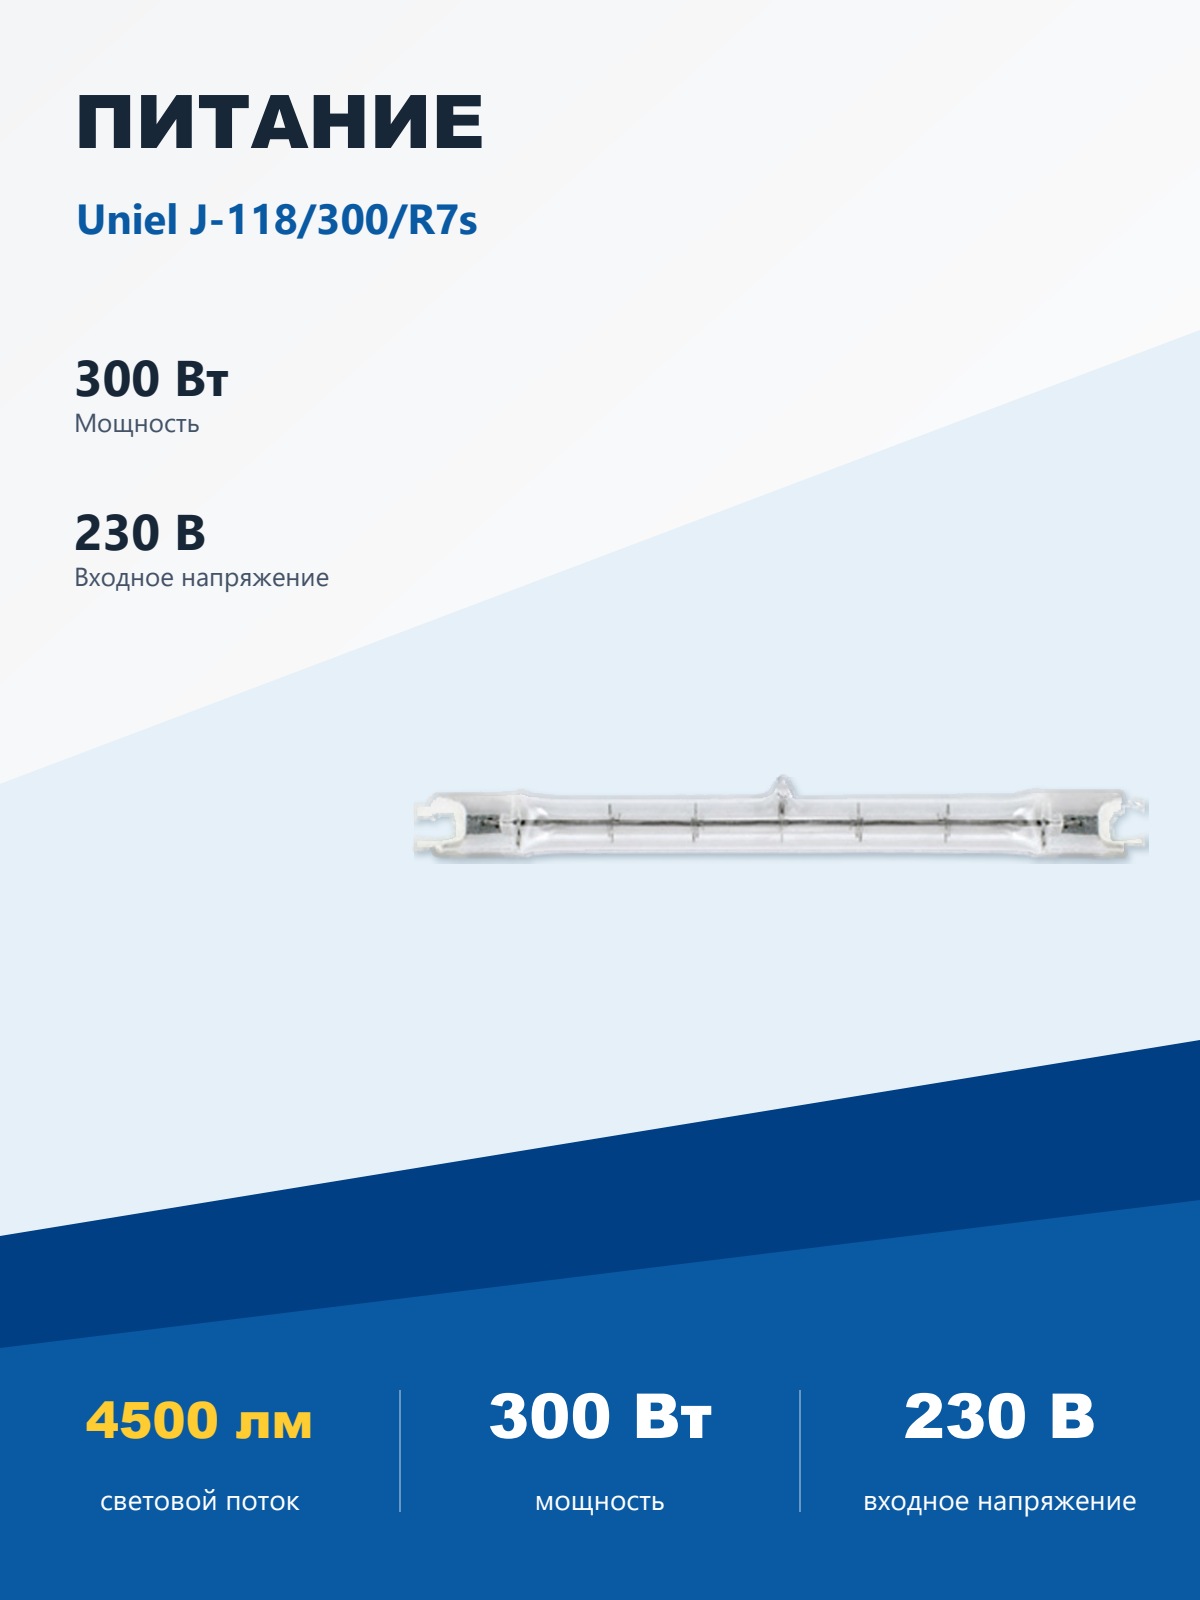 ПИТАНИЕ
Uniel J-118/300/R7s
300 Вт
Мощность
230 В
Входное напряжение
4500 лм
световой поток
300 Вт
мощность
230 В
входное напряжение